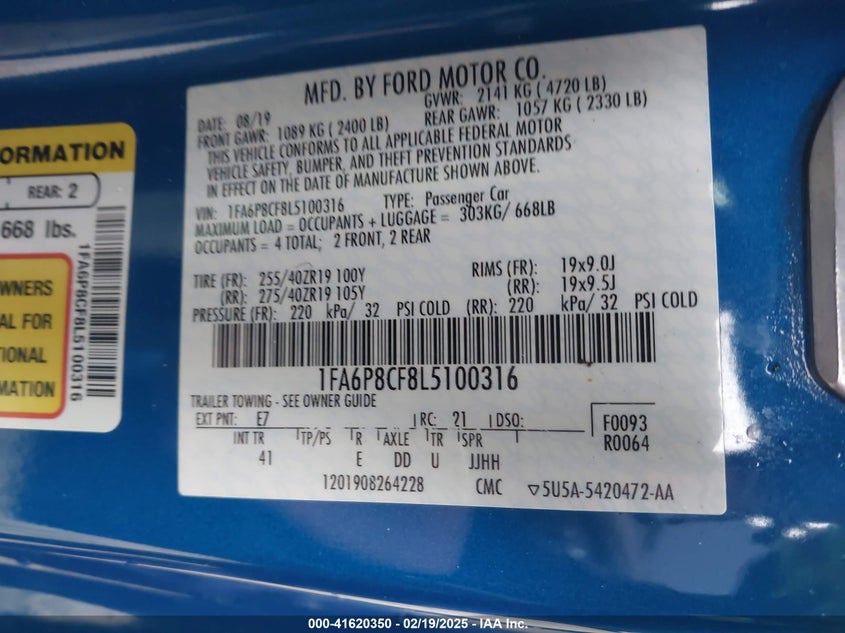 MFD. BY FORD MOTOR CO.
DATE: 08/19 GVWR: 2141 KG ( 4720 LB)
FRONT GAWR: 1089 KG ( 2400 LB) REAR GAWR: 1057 KG ( 2330 LB)
THIS VEHICLE CONFORMS TO ALL APPLICABLE FEDERAL MOTOR
VEHICLE SAFETY, BUMPER, AND THEFT PREVENTION STANDARDS
IN EFFECT ON THE DATE OF MANUFACTURE SHOWN ABOVE.
VIN: 1FA6P8CF8L5100316 TYPE: Passenger Car
MAXIMUM LOAD = OCCUPANTS + LUGGAGE = 303KG/ 668LB
OCCUPANTS = 4 TOTAL; 2 FRONT, 2 REAR
TIRE (FR): 255/40ZR19 100Y RIMS (FR): 19x9.0J
(RR): 275/40ZR19 105Y (RR): 19x9.5J
PRESSURE (FR): 220 kPa/ 32 PSI COLD (RR): 220 kPa/ 32 PSI COLD
1FA6P8CF8L5100316
TRAILER TOWING - SEE OWNER GUIDE
EXT PNT: E7 RC: 21 DSO:
F0093
R0064
INT TR TP/PS R AXLE TR SPR
41 E DD U JJHH
1201908264228 CMC ▽5U5A-5420472-AA
ORMATION
REAR: 2
668 lbs.
1FA6P8CF8L5100316
OWNERS
AL FOR
TIONAL
ATION
000-41620350 - 02/19/2025 - IAA Inc.